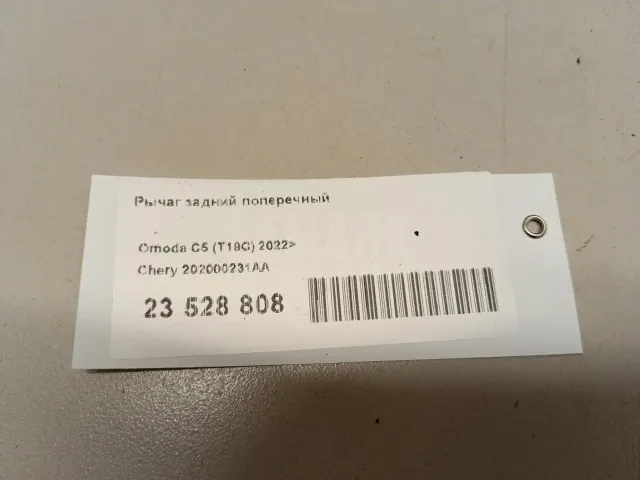 Рычаг задний поперечный
Omoda C5 (T19C) 2022>
Chery 202000231AA
23 528 808